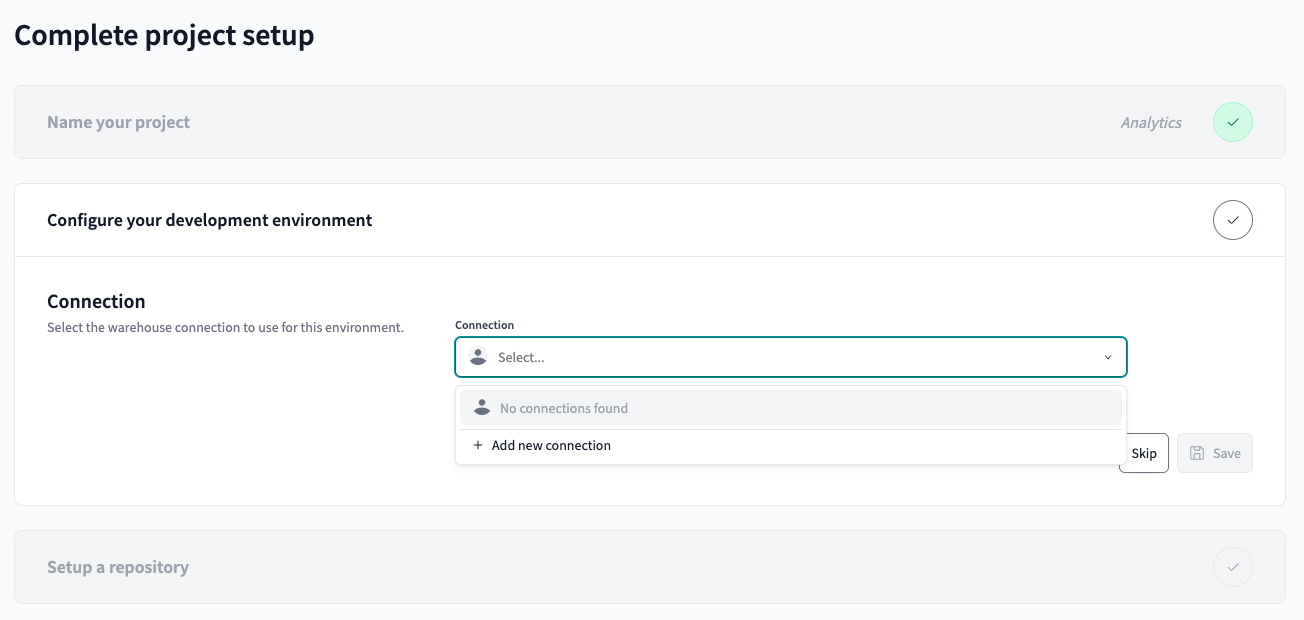 Complete project setup
Name your project
Analytics
Configure your development environment
Connection
Select the warehouse connection to use for this environment.
Connection
Select...
No connections found
+ Add new connection
Skip
Save
Setup a repository